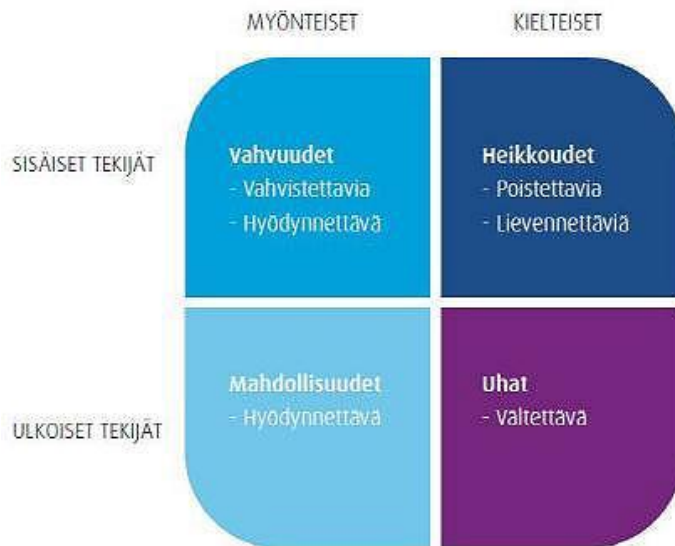 MYÖNTEISET
KIELTEISET
SISÄISET TEKIJÄT
Vahvuudet
- Vahvistettavia
- Hyödynnettävä
Heikkoudet
- Poistettavia
- Lievennettäviä
ULKOISET TEKIJÄT
Mahdollisuudet
- Hyödynnettävä
Uhat
- Vältettävä